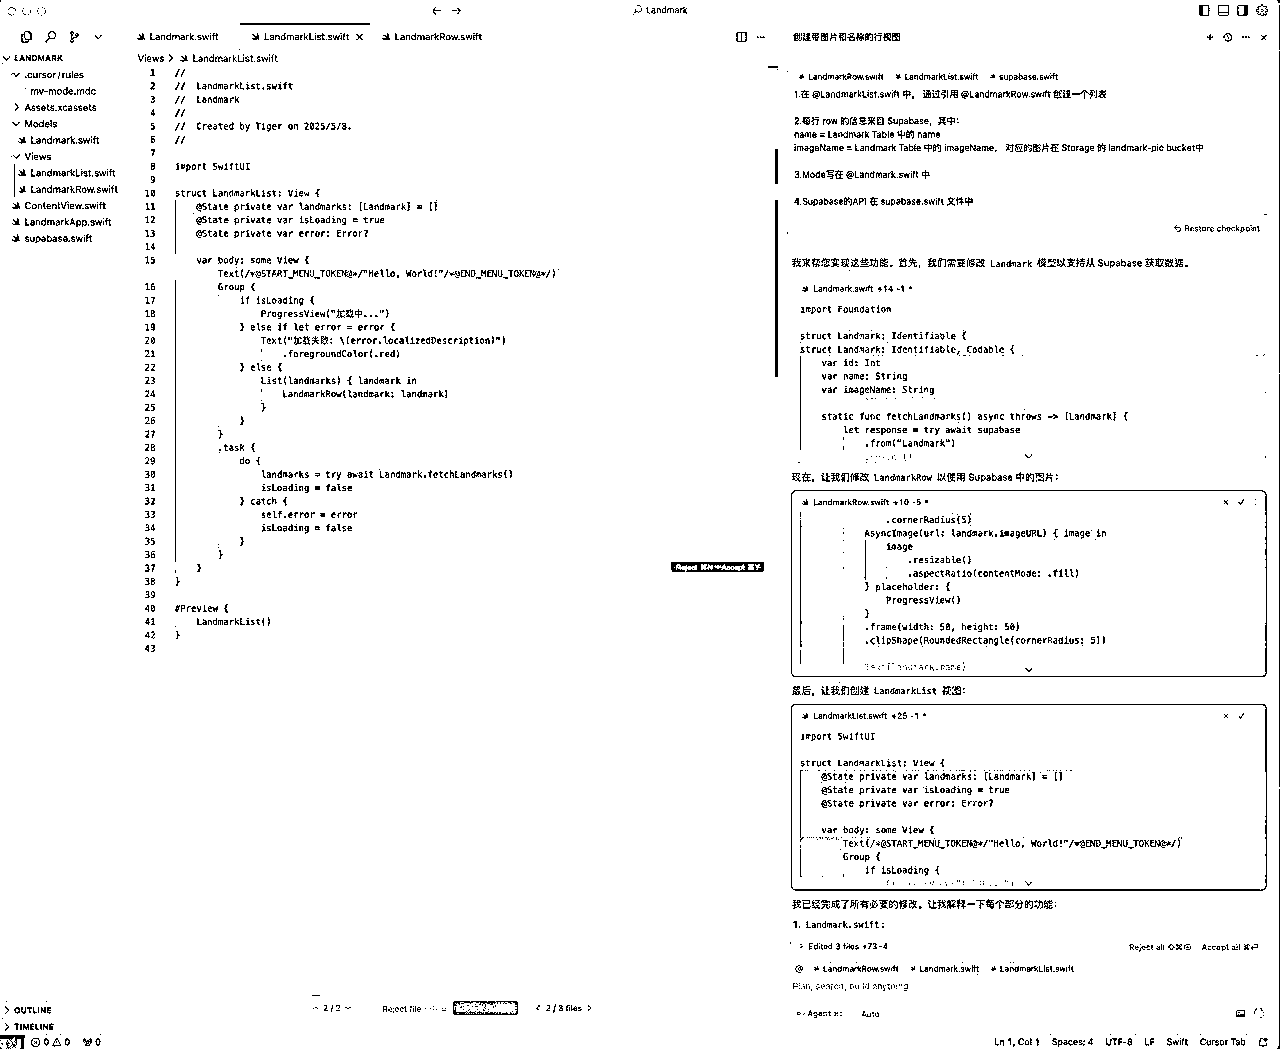 Landmark
LANDMARK
.cursor/rules
mv-mode.mdc
Assets.xcassets
Models
Landmark.swift
Views
LandmarkList.swift
LandmarkRow.swift
ContentView.swift
LandmarkApp.swift
supabase.swift
OUTLINE
TIMELINE
Landmark.swift
LandmarkList.swift
LandmarkRow.swift
Views > LandmarkList.swift
1 //
2 // LandmarkList.swift
3 // Landmark
4 //
5 // Created by Tiger on 2025/5/8.
6 //
7
8 import SwiftUI
9
10 struct LandmarkList: View {
11 @State private var landmarks: [Landmark] = []
12 @State private var isLoading = true
13 @State private var error: Error?
14
15 var body: some View {
Text(/*@START_MENU_TOKEN@*/"Hello, World!"/*@END_MENU_TOKEN@*/)
16 Group {
17 if isLoading {
18 ProgressView("加载中...")
19 } else if let error = error {
20 Text("加载失败: \(error.localizedDescription)")
21 .foregroundColor(.red)
22 } else {
23 List(landmarks) { landmark in
24 LandmarkRow(landmark: landmark)
25 }
26 }
27 }
28 .task {
29 do {
30 landmarks = try await Landmark.fetchLandmarks()
31 isLoading = false
32 } catch {
33 self.error = error
34 isLoading = false
35 }
36 }
37 }
38 }
39
40 #Preview {
41 LandmarkList()
42 }
43
Reject Accept
2 / 2
Reject file
2 / 3 files
创建带图片和名称的行视图
LandmarkRow.swift LandmarkList.swift supabase.swift
1.在 @LandmarkList.swift 中， 通过引用 @LandmarkRow.swift 创建一个列表
2.每行 row 的信息来自 Supabase，其中：
name = Landmark Table 中的 name
imageName = Landmark Table 中的 imageName， 对应的图片在 Storage 的 landmark-pic bucket中
3.Mode写在 @Landmark.swift 中
4.Supabase的API 在 supabase.swift 文件中
Restore checkpoint
我来帮您实现这些功能。首先，我们需要修改 Landmark 模型以支持从 Supabase 获取数据。
Landmark.swift +14 -1 •
import Foundation
struct Landmark: Identifiable {
struct Landmark: Identifiable, Codable {
var id: Int
var name: String
var imageName: String
static func fetchLandmarks() async throws -> [Landmark] {
let response = try await supabase
.from("Landmark")
现在，让我们修改 LandmarkRow 以使用 Supabase 中的图片：
LandmarkRow.swift +10 -5 •
.cornerRadius(5)
AsyncImage(url: landmark.imageURL) { image in
image
.resizable()
.aspectRatio(contentMode: .fill)
} placeholder: {
ProgressView()
}
.frame(width: 50, height: 50)
.clipShape(RoundedRectangle(cornerRadius: 5))
Text(landmark.name)
最后，让我们创建 LandmarkList 视图：
LandmarkList.swift +25 -1 •
import SwiftUI
struct LandmarkList: View {
@State private var landmarks: [Landmark] = []
@State private var isLoading = true
@State private var error: Error?
var body: some View {
Text(/*@START_MENU_TOKEN@*/"Hello, World!"/*@END_MENU_TOKEN@*/)
Group {
if isLoading {
我已经完成了所有必要的修改。让我解释一下每个部分的功能：
1. Landmark.swift:
Edited 3 files +73 -4 Reject all Accept all
@ LandmarkRow.swift Landmark.swift LandmarkList.swift
Plan, search, build anything
Agent Auto
0 0 0
Ln 1, Col 1 Spaces: 4 UTF-8 LF Swift Cursor Tab